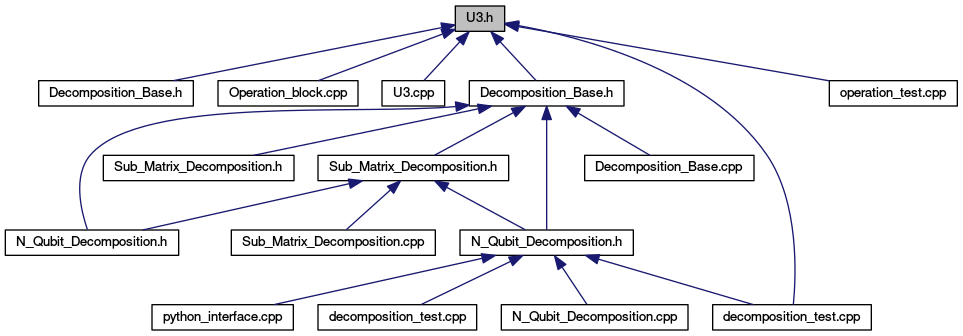 U3.h
Decomposition_Base.h
Operation_block.cpp
U3.cpp
Decomposition_Base.h
operation_test.cpp
Sub_Matrix_Decomposition.h
Sub_Matrix_Decomposition.h
Decomposition_Base.cpp
N_Qubit_Decomposition.h
Sub_Matrix_Decomposition.cpp
N_Qubit_Decomposition.h
python_interface.cpp
decomposition_test.cpp
N_Qubit_Decomposition.cpp
decomposition_test.cpp